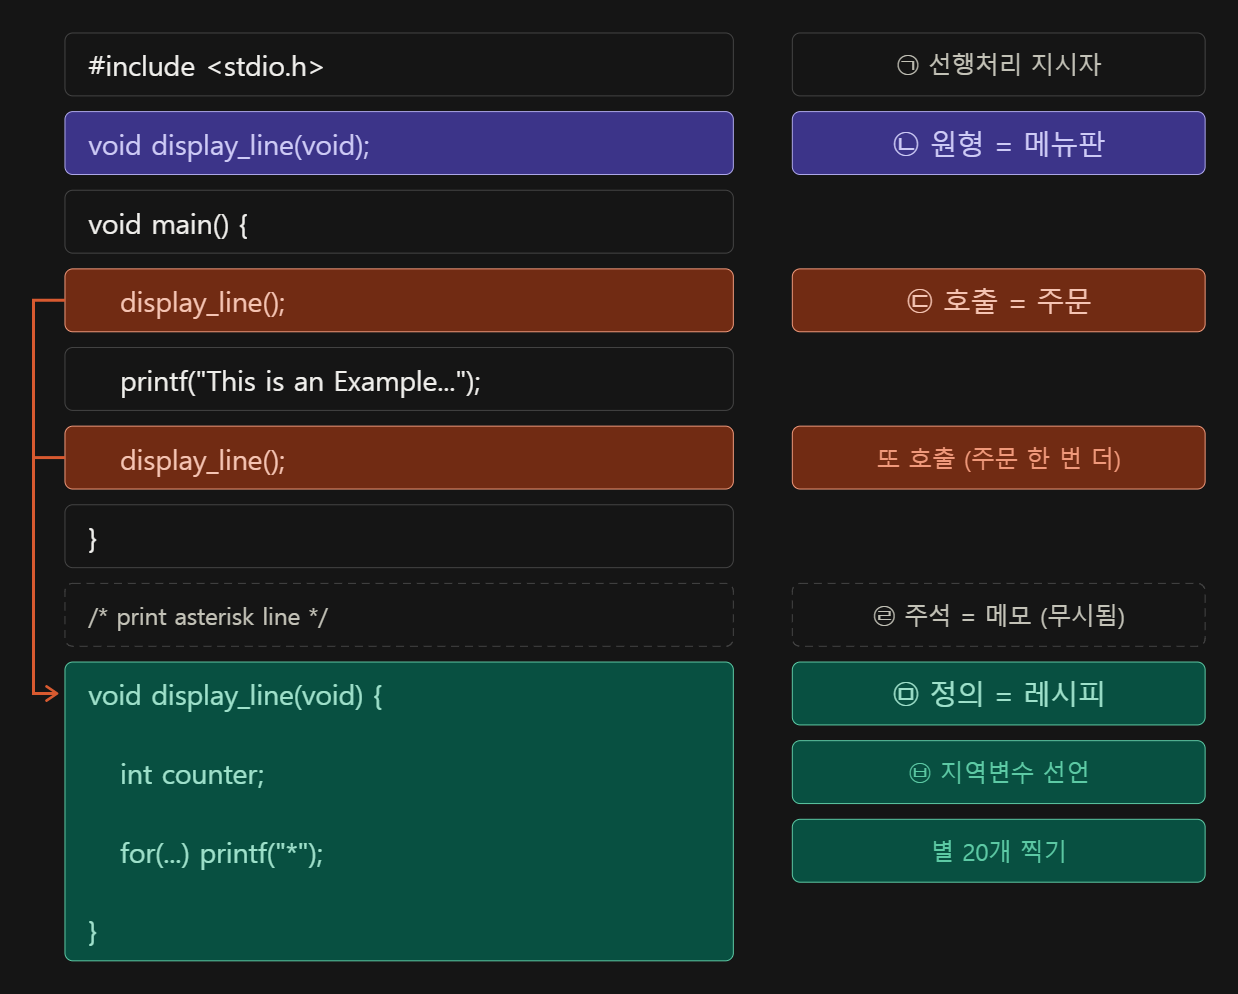 #include <stdio.h>
㉠ 선행처리 지시자
void display_line(void);
㉡ 원형 = 메뉴판
void main() {
display_line();
㉢ 호출 = 주문
printf("This is an Example...");
display_line();
또 호출 (주문 한 번 더)
}
/* print asterisk line */
㉣ 주석 = 메모 (무시됨)
void display_line(void) {
㉤ 정의 = 레시피
int counter;
㉥ 지역변수 선언
for(...) printf("*");
별 20개 찍기
}